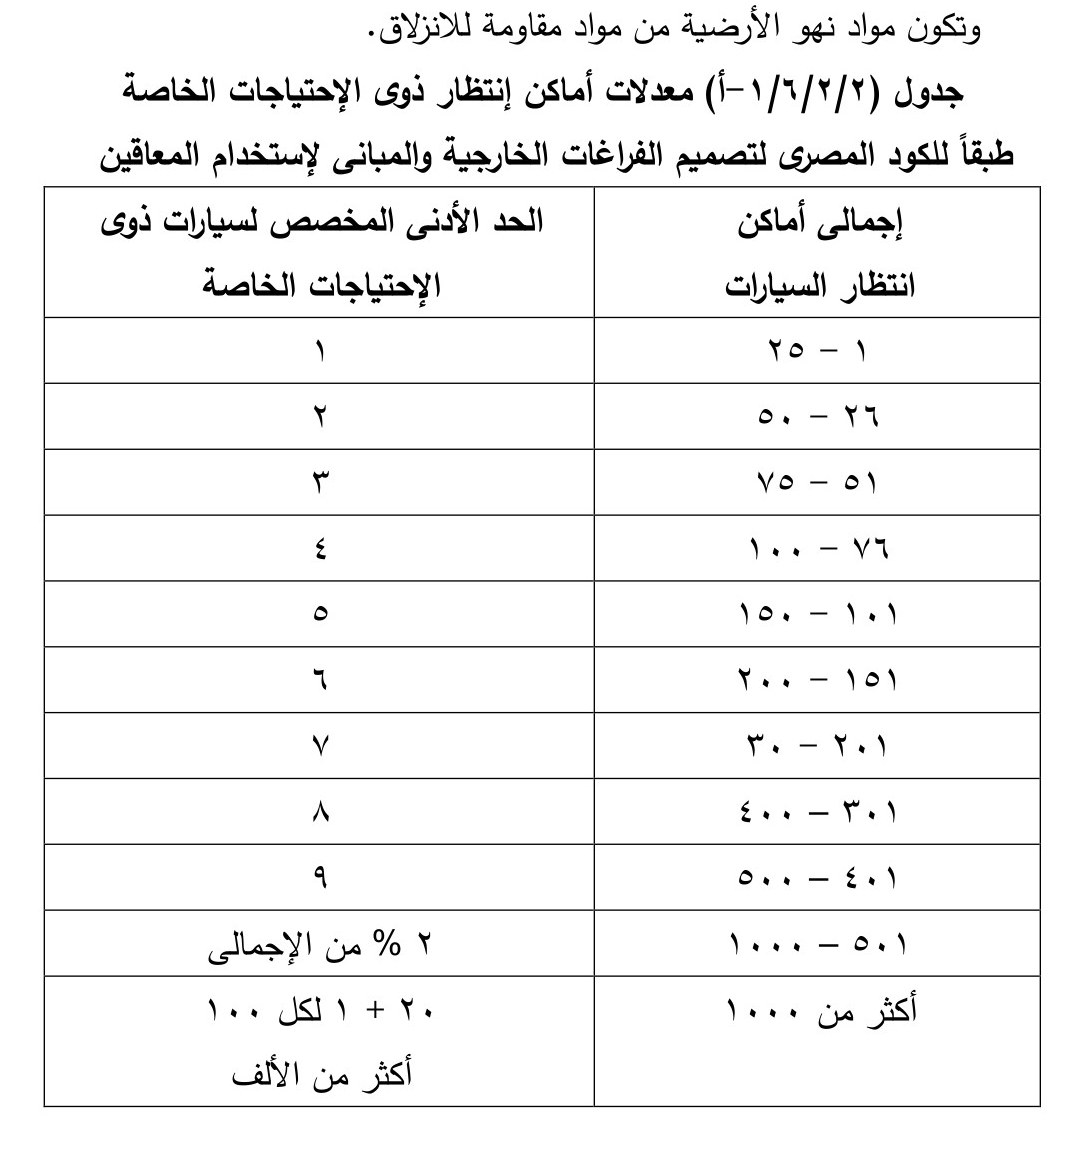 وتكون مواد نهو الأرضية من مواد مقاومة للانزلاق.
جدول (٢/٢/٦/١-أ) معدلات أماكن إنتظار ذوى الإحتياجات الخاصة
طبقاً للكود المصرى لتصميم الفراغات الخارجية والمبانى لإستخدام المعاقين
إجمالى أماكن
انتظار السيارات
الحد الأدنى المخصص لسيارات ذوى
الإحتياجات الخاصة
١ – ٢٥
١
٢٦ – ٥٠
٢
٥١ – ٧٥
٣
٧٦ – ١٠٠
٤
١٠١ – ١٥٠
٥
١٥١ – ٢٠٠
٦
٢٠١ – ٣٠
٧
٣٠١ – ٤٠٠
٨
٤٠١ – ٥٠٠
٩
٥٠١ – ١٠٠٠
٢ % من الإجمالى
أكثر من ١٠٠٠
٢٠ + ١ لكل ١٠٠
أكثر من الألف